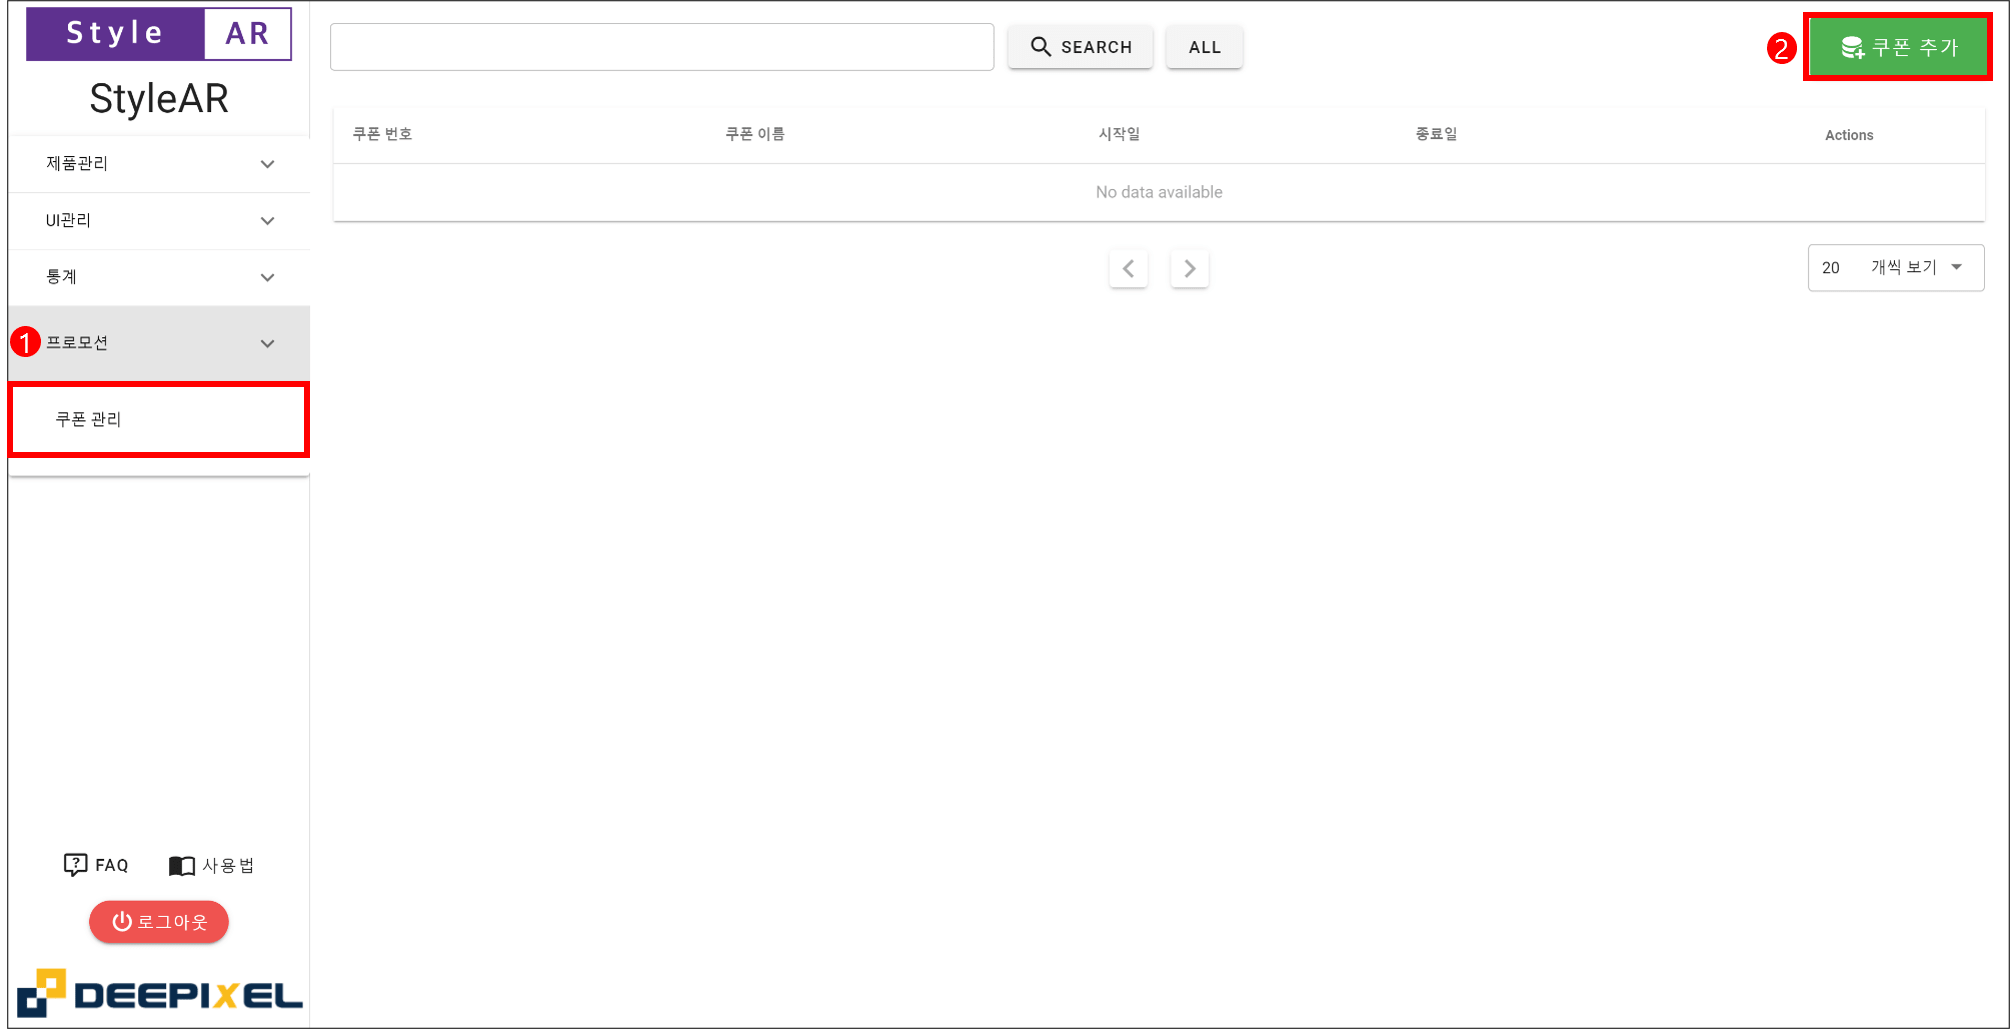 Style AR
StyleAR
제품관리
UI관리
통계
1 프로모션
쿠폰 관리
FAQ 사용법
로그아웃
DEEPIXEL
SEARCH ALL
2 쿠폰 추가
쿠폰 번호 쿠폰 이름 시작일 종료일 Actions
No data available
20 개씩 보기